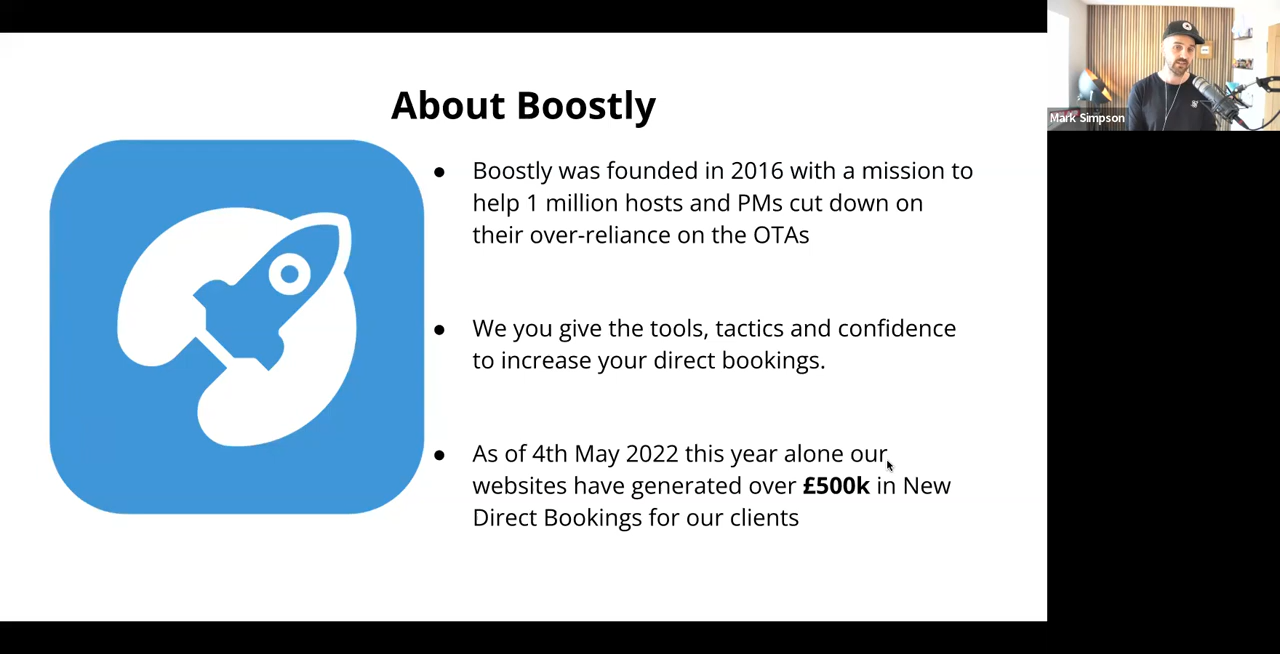 About Boostly
● Boostly was founded in 2016 with a mission to
help 1 million hosts and PMs cut down on
their over-reliance on the OTAs
● We you give the tools, tactics and confidence
to increase your direct bookings.
● As of 4th May 2022 this year alone our
websites have generated over £500k in New
Direct Bookings for our clients
Mark Simpson